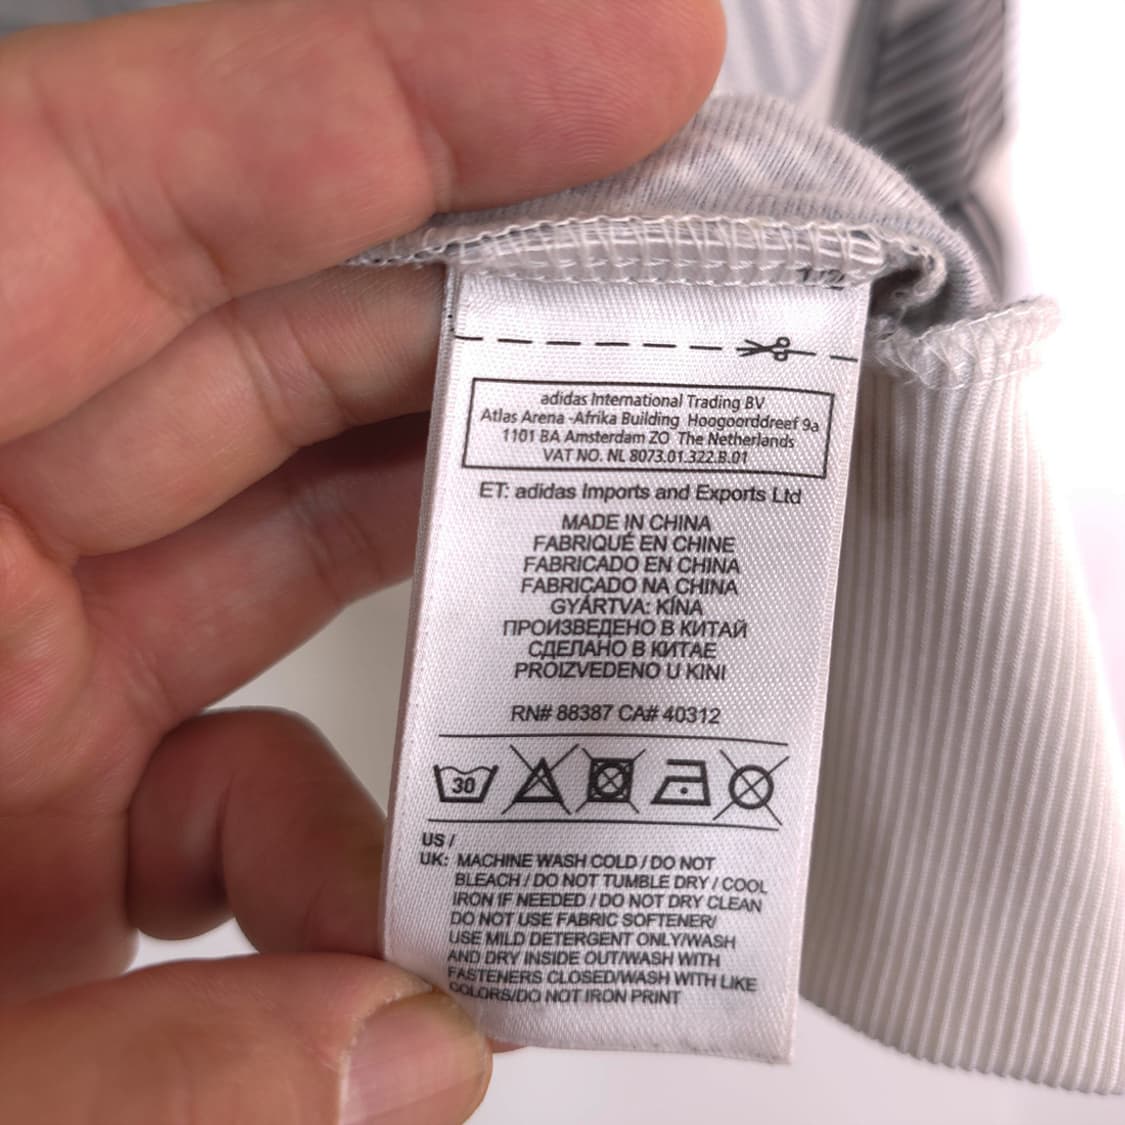 1/2
adidas International Trading BV
Atlas Arena -Afrika Building Hoogoorddreef 9a
1101 BA Amsterdam ZO The Netherlands
VAT NO. NL 8073.01.322.B.01
ET: adidas Imports and Exports Ltd
MADE IN CHINA
FABRIQUÉ EN CHINE
FABRICADO EN CHINA
FABRICADO NA CHINA
GYÁRTVA: KÍNA
ПРОИЗВЕДЕНО В КИТАЙ
СДЕЛАНО В КИТАЕ
PROIZVEDENO U KINI
RN# 88387 CA# 40312
30
US /
UK: MACHINE WASH COLD / DO NOT
BLEACH / DO NOT TUMBLE DRY / COOL
IRON IF NEEDED / DO NOT DRY CLEAN
DO NOT USE FABRIC SOFTENER/
USE MILD DETERGENT ONLY/WASH
AND DRY INSIDE OUT/WASH WITH
FASTENERS CLOSED/WASH WITH LIKE
COLORS/DO NOT IRON PRINT